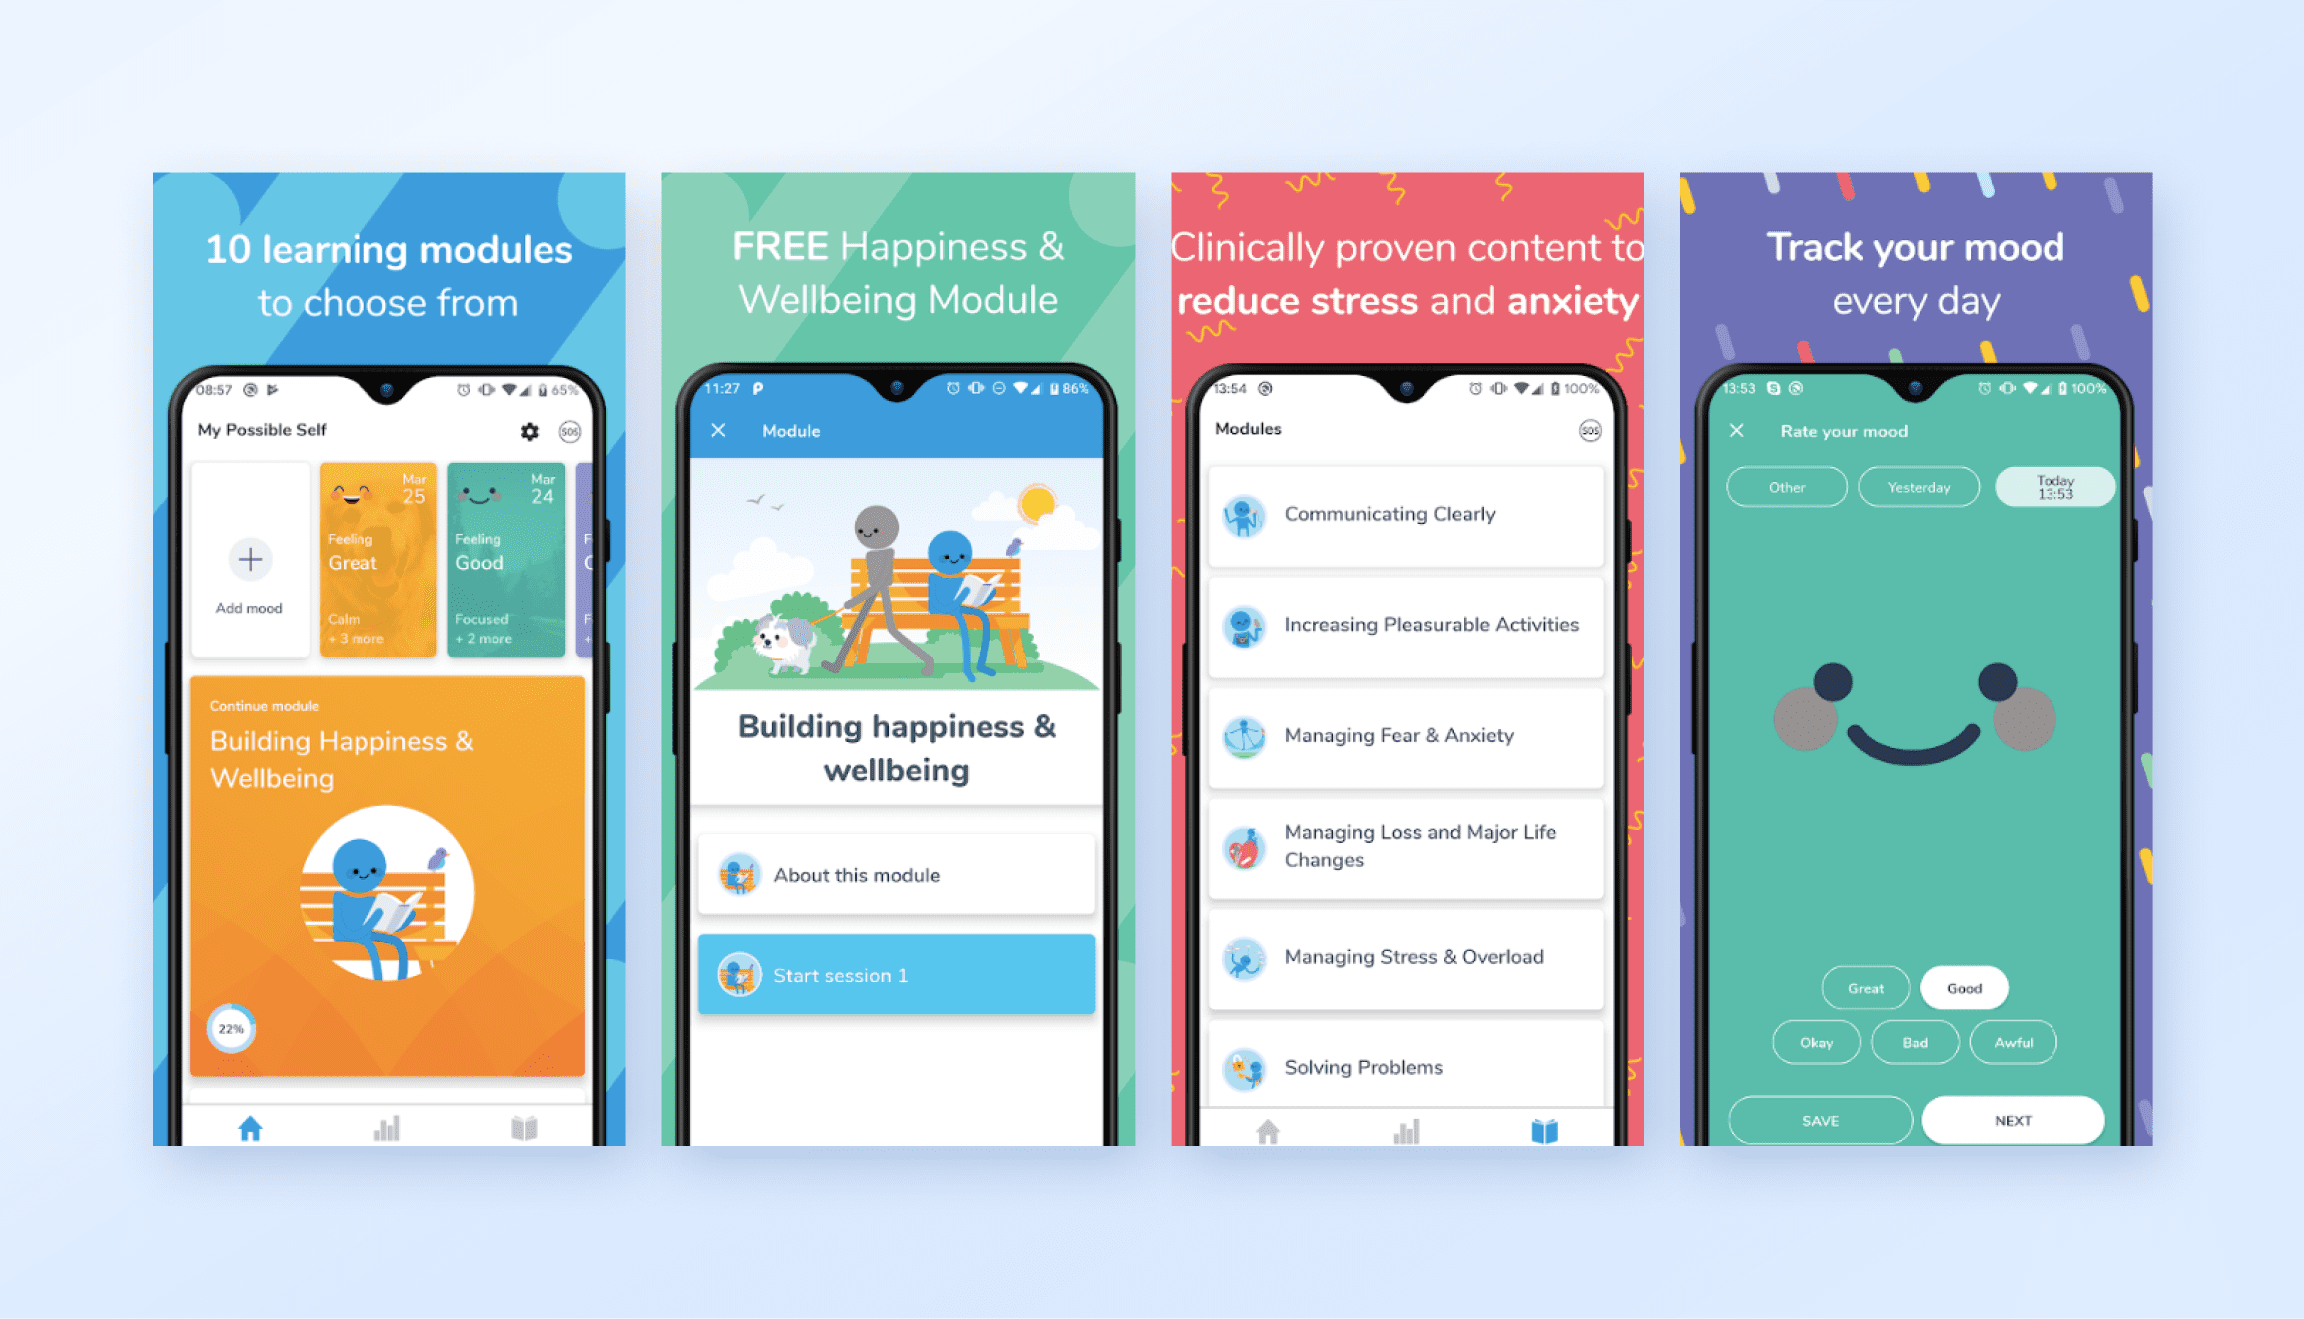 10 learning modules
to choose from
08:57
65%
My Possible Self
SOS
Add mood
Mar
25
Feeling
Great
Calm
+ 3 more
Mar
24
Feeling
Good
Focused
+ 2 more
Continue module
Building Happiness &
Wellbeing
22%
FREE Happiness &
Wellbeing Module
11:27
86%
Module
Building happiness &
wellbeing
About this module
Start session 1
Clinically proven content to
reduce stress and anxiety
13:54
100%
Modules
SOS
Communicating Clearly
Increasing Pleasurable Activities
Managing Fear & Anxiety
Managing Loss and Major Life
Changes
Managing Stress & Overload
Solving Problems
Track your mood
every day
13:53
100%
Rate your mood
Other
Yesterday
Today
13:53
Great
Good
Okay
Bad
Awful
SAVE
NEXT